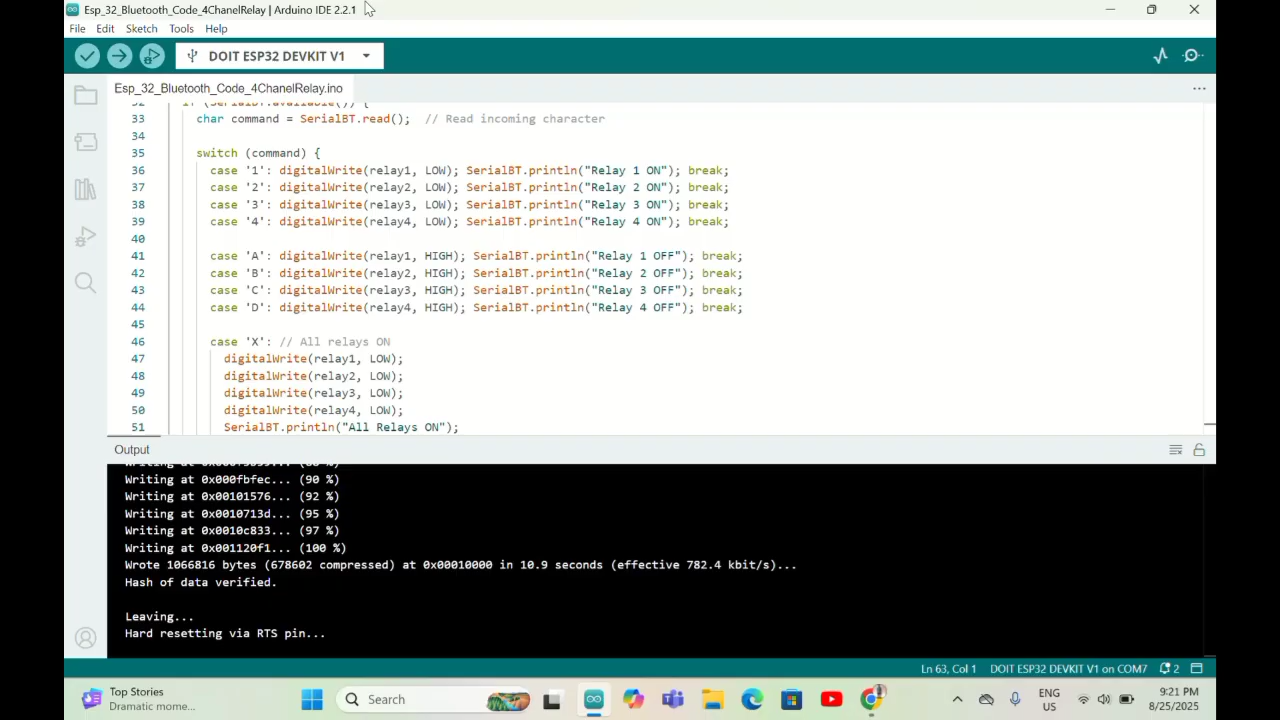 Esp_32_Bluetooth_Code_4ChanelRelay | Arduino IDE 2.2.1
File Edit Sketch Tools Help
DOIT ESP32 DEVKIT V1
Esp_32_Bluetooth_Code_4ChanelRelay.ino
32 if (SerialBT.available()) {
33 char command = SerialBT.read(); // Read incoming character
34
35 switch (command) {
36 case '1': digitalWrite(relay1, LOW); SerialBT.println("Relay 1 ON"); break;
37 case '2': digitalWrite(relay2, LOW); SerialBT.println("Relay 2 ON"); break;
38 case '3': digitalWrite(relay3, LOW); SerialBT.println("Relay 3 ON"); break;
39 case '4': digitalWrite(relay4, LOW); SerialBT.println("Relay 4 ON"); break;
40
41 case 'A': digitalWrite(relay1, HIGH); SerialBT.println("Relay 1 OFF"); break;
42 case 'B': digitalWrite(relay2, HIGH); SerialBT.println("Relay 2 OFF"); break;
43 case 'C': digitalWrite(relay3, HIGH); SerialBT.println("Relay 3 OFF"); break;
44 case 'D': digitalWrite(relay4, HIGH); SerialBT.println("Relay 4 OFF"); break;
45
46 case 'X': // All relays ON
47 digitalWrite(relay1, LOW);
48 digitalWrite(relay2, LOW);
49 digitalWrite(relay3, LOW);
50 digitalWrite(relay4, LOW);
51 SerialBT.println("All Relays ON");
Output
Writing at
Writing at 0x000fbfec... (90 %)
Writing at 0x00101576... (92 %)
Writing at 0x0010713d... (95 %)
Writing at 0x0010c833... (97 %)
Writing at 0x001120f1... (100 %)
Wrote 1066816 bytes (678602 compressed) at 0x00010000 in 10.9 seconds (effective 782.4 kbit/s)...
Hash of data verified.
Leaving...
Hard resetting via RTS pin...
Ln 63, Col 1 DOIT ESP32 DEVKIT V1 on COM7 2
Top Stories
Dramatic mome...
Search
ENG
US
9:21 PM
8/25/2025